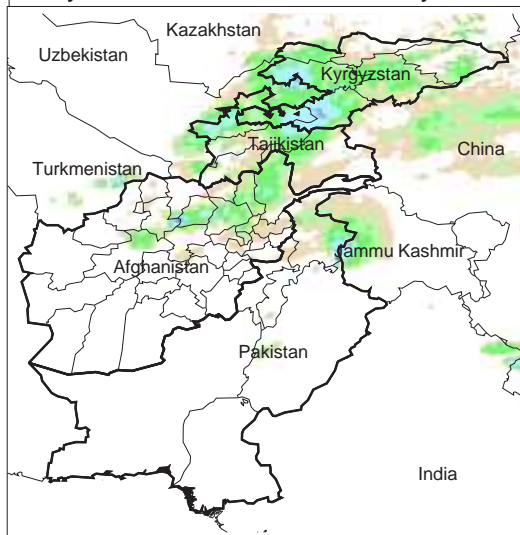 Kazakhstan
Uzbekistan
Kyrgyzstan
Tajikistan
China
Turkmenistan
Jammu Kashmir
Afghanistan
Pakistan
India